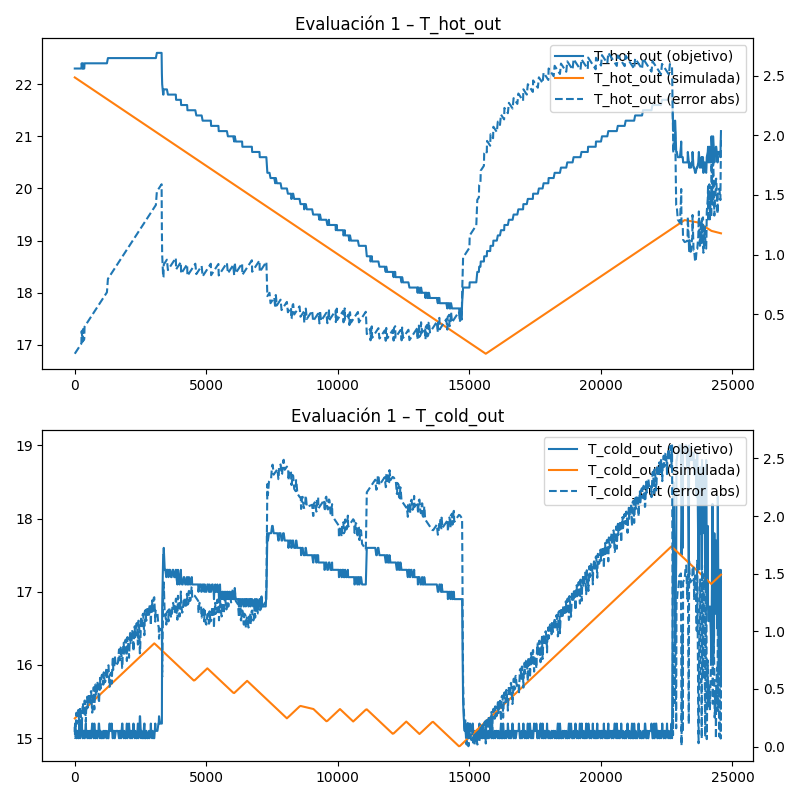 Evaluación 1 – T_hot_out
T_hot_out (objetivo)
T_hot_out (simulada)
T_hot_out (error abs)
22
21
20
19
18
17
2.5
2.0
1.5
1.0
0.5
0 5000 10000 15000 20000 25000
Evaluación 1 – T_cold_out
T_cold_out (objetivo)
T_cold_out (simulada)
T_cold_out (error abs)
19
18
17
16
15
2.5
2.0
1.5
1.0
0.5
0.0
0 5000 10000 15000 20000 25000